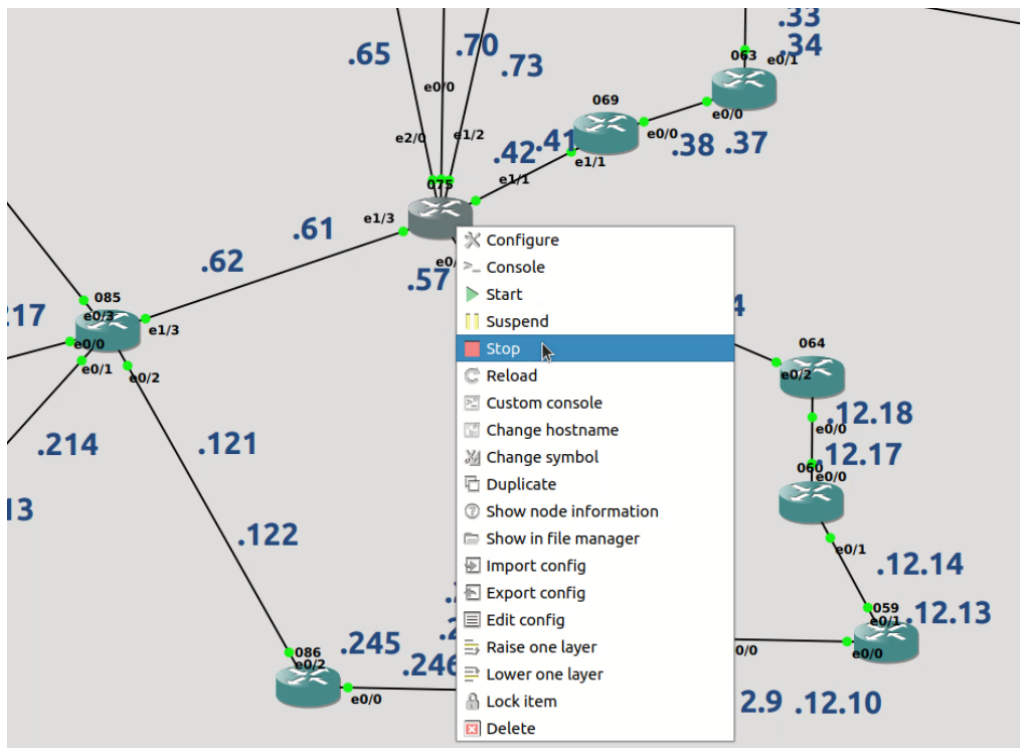 .33
.34
063
e0/1
.65
.70
.73
e0/0
e2/0
e1/2
069
e0/0
e0/0
.38
.37
.42
.41
e1/1
e1/1
075
e1/3
.61
.62
.57
085
e0/3
e1/3
e0/0
e0/1
e0/2
.214
.121
.122
.245
.246
086
e0/2
e0/0
Configure
Console
Start
Suspend
Stop
Reload
Custom console
Change hostname
Change symbol
Duplicate
Show node information
Show in file manager
Import config
Export config
Edit config
Raise one layer
Lower one layer
Lock item
Delete
064
e0/2
.12.18
e0/0
.12.17
060
e0/0
e0/1
.12.14
059
.12.13
e0/1
e0/0
2.9
.12.10